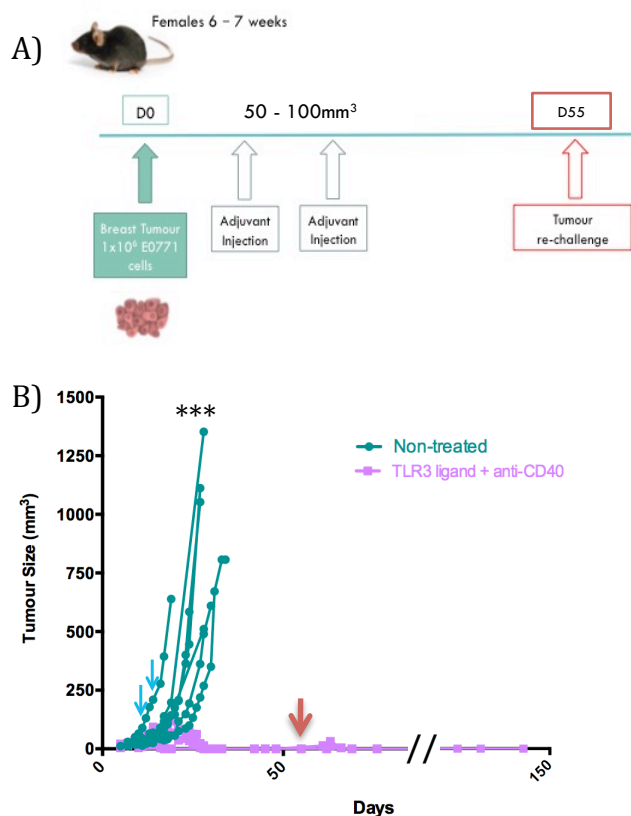 A)
Females 6 – 7 weeks
D0
50 - 100mm³
D55
Breast Tumour
1x10⁶ E0771
cells
Adjuvant
Injection
Adjuvant
Injection
Tumour
re-challenge
B)
1500
1250
1000
750
500
250
0
Tumour Size (mm³)
***
Non-treated
TLR3 ligand + anti-CD40
0
50
//
150
Days